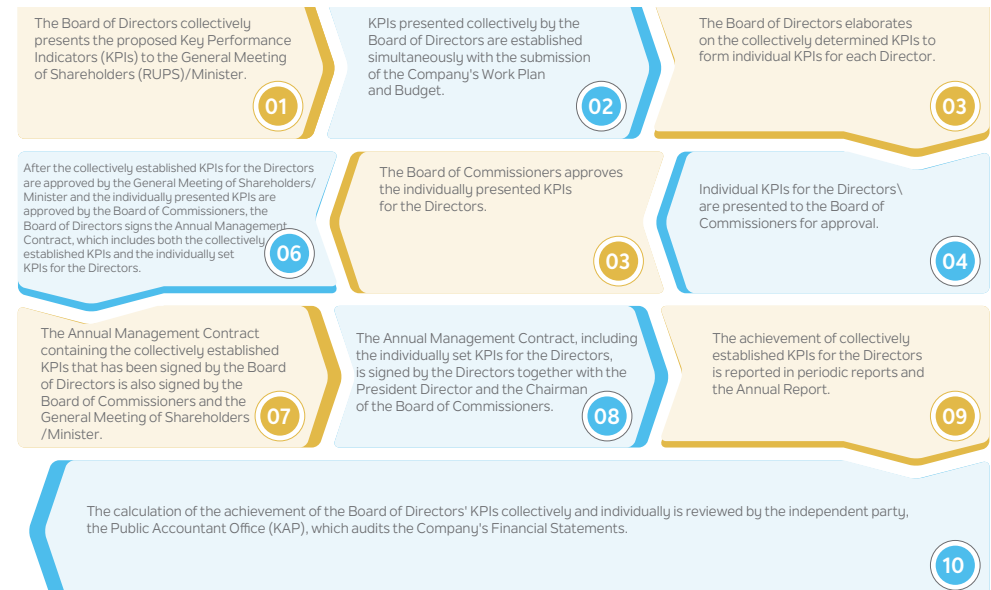 The Board of Directors collectively
presents the proposed Key Performance
Indicators (KPIs) to the General Meeting
of Shareholders (RUPS)/Minister.
01
KPIs presented collectively by the
Board of Directors are established
simultaneously with the submission
of the Company's Work Plan
and Budget.
02
The Board of Directors elaborates
on the collectively determined KPIs to
form individual KPIs for each Director.
03
Individual KPIs for the Directors\
are presented to the Board of
Commissioners for approval.
04
The Board of Commissioners approves
the individually presented KPIs
for the Directors.
03
After the collectively established KPIs for the Directors
are approved by the General Meeting of Shareholders/
Minister and the individually presented KPIs are
approved by the Board of Commissioners, the
Board of Directors signs the Annual Management
Contract, which includes both the collectively
established KPIs and the individually set
KPIs for the Directors.
06
The Annual Management Contract
containing the collectively established
KPIs that has been signed by the Board
of Directors is also signed by the
Board of Commissioners and the
General Meeting of Shareholders
/Minister.
07
The Annual Management Contract, including
the individually set KPIs for the Directors,
is signed by the Directors together with the
President Director and the Chairman
of the Board of Commissioners.
08
The achievement of collectively
established KPIs for the Directors
is reported in periodic reports and
the Annual Report.
09
The calculation of the achievement of the Board of Directors' KPIs collectively and individually is reviewed by the independent party,
the Public Accountant Office (KAP), which audits the Company's Financial Statements.
10